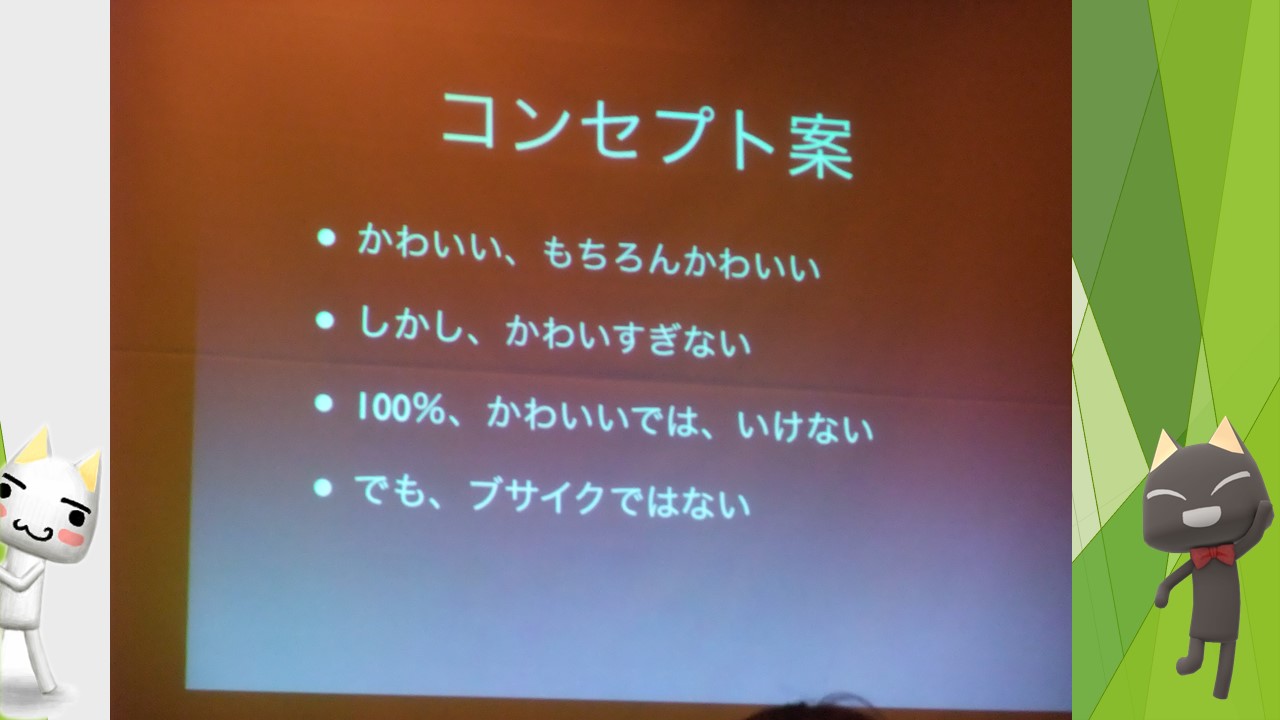 コンセプト案
• かわいい、もちろんかわいい
• しかし、かわいすぎない
• 100%、かわいいでは、いけない
• でも、ブサイクではない